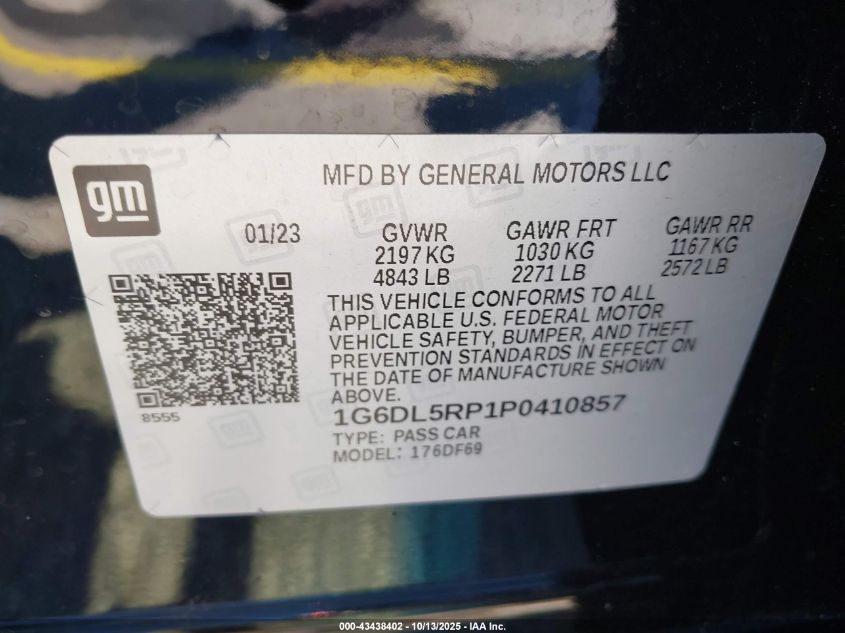 gm
MFD BY GENERAL MOTORS LLC
01/23 GVWR GAWR FRT GAWR RR
2197 KG 1030 KG 1167 KG
4843 LB 2271 LB 2572 LB
THIS VEHICLE CONFORMS TO ALL
APPLICABLE U.S. FEDERAL MOTOR
VEHICLE SAFETY, BUMPER, AND THEFT
PREVENTION STANDARDS IN EFFECT ON
THE DATE OF MANUFACTURE SHOWN
ABOVE.
8555
1G6DL5RP1P0410857
TYPE: PASS CAR
MODEL: 176DF69
000-43438402 - 10/13/2025 - IAA Inc.